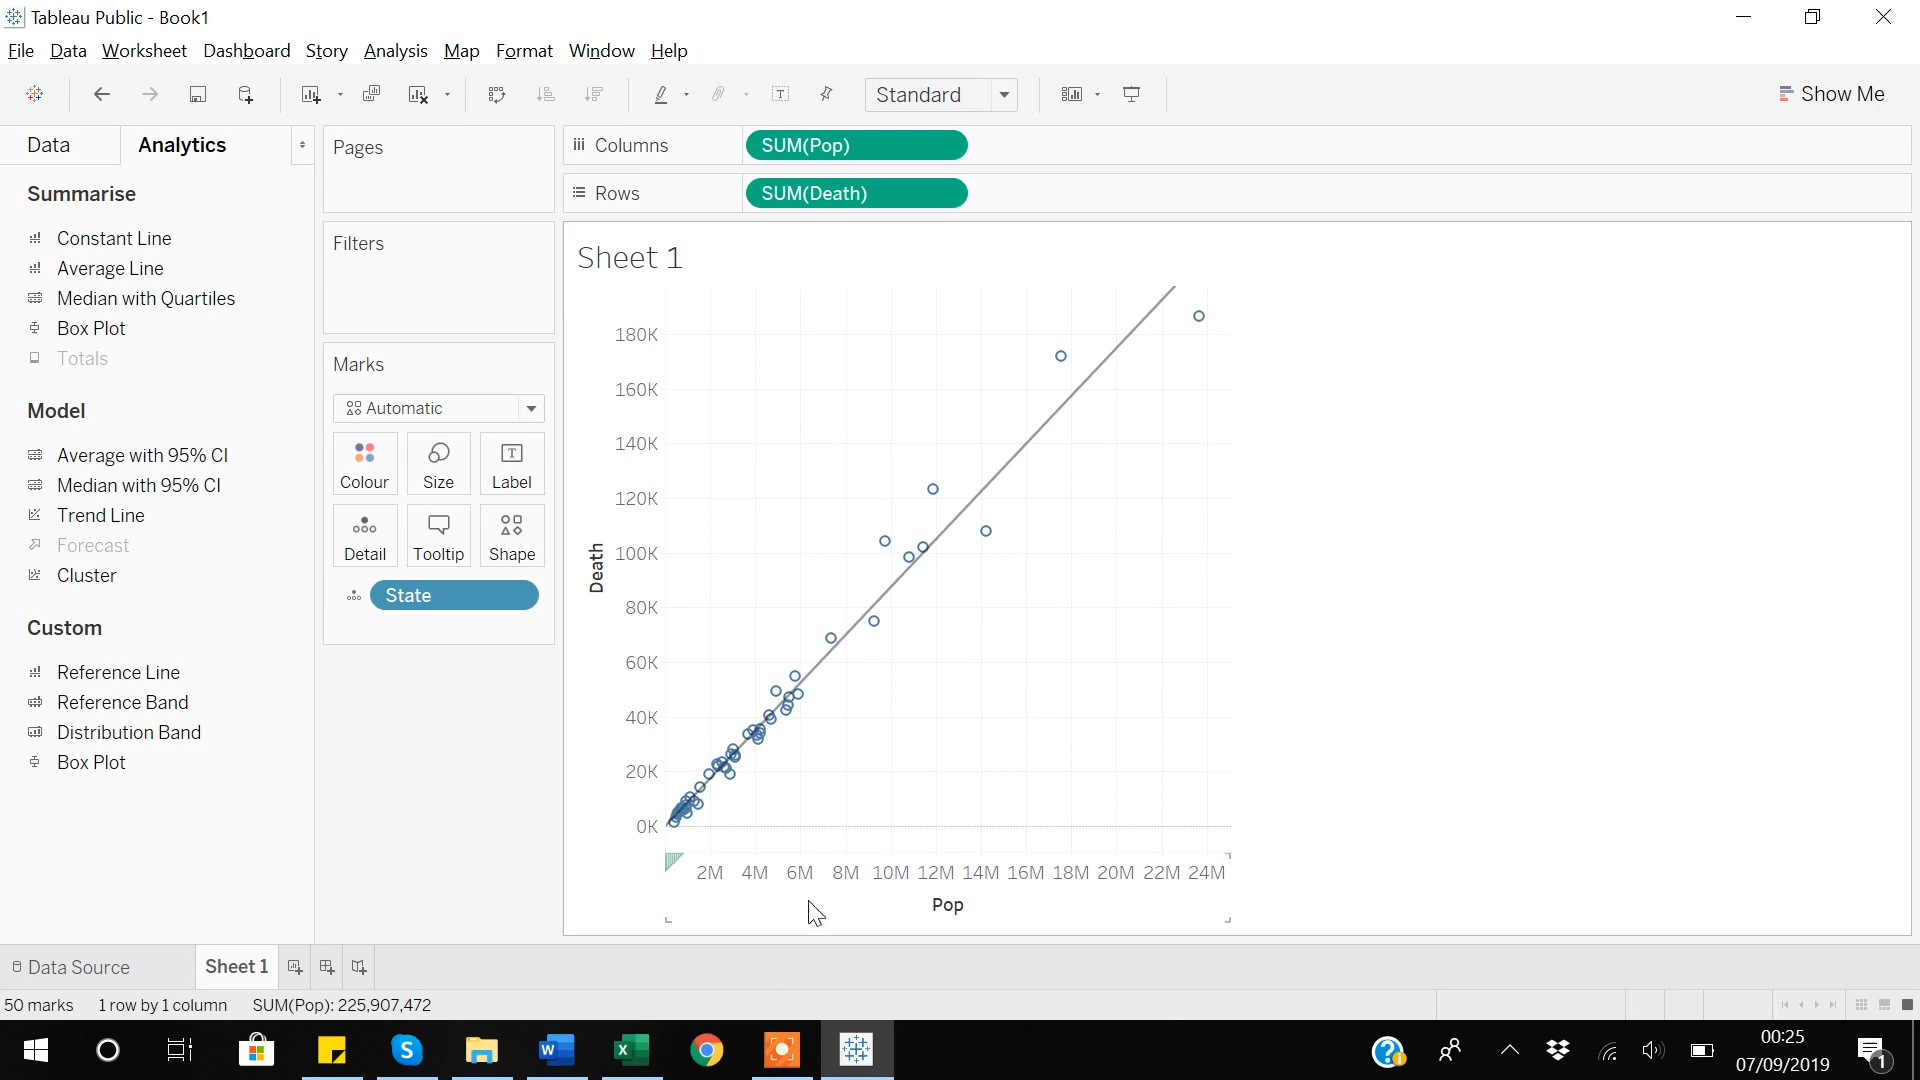 Tableau Public - Book1
File Data Worksheet Dashboard Story Analysis Map Format Window Help
Standard
Show Me
Data Analytics
Summarise
Constant Line
Average Line
Median with Quartiles
Box Plot
Totals
Model
Average with 95% CI
Median with 95% CI
Trend Line
Forecast
Cluster
Custom
Reference Line
Reference Band
Distribution Band
Box Plot
Pages
Filters
Marks
Automatic
Colour Size Label
Detail Tooltip Shape
State
Columns SUM(Pop)
Rows SUM(Death)
Sheet 1
180K
160K
140K
120K
100K
80K
60K
40K
20K
0K
Death
2M 4M 6M 8M 10M 12M 14M 16M 18M 20M 22M 24M
Pop
Data Source Sheet 1
50 marks 1 row by 1 column SUM(Pop): 225,907,472
00:25
07/09/2019
1